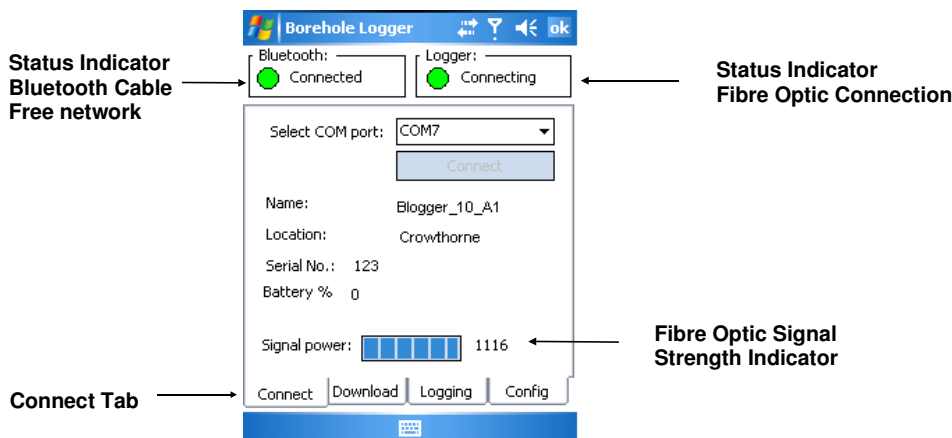 Borehole Logger
ok
Status Indicator
Bluetooth Cable
Free network
Bluetooth:
Connected
Logger:
Connecting
Status Indicator
Fibre Optic Connection
Select COM port: COM7
Connect
Name: Blogger_10_A1
Location: Crowthorne
Serial No.: 123
Battery % 0
Signal power: 1116
Fibre Optic Signal
Strength Indicator
Connect Tab
Connect Download Logging Config